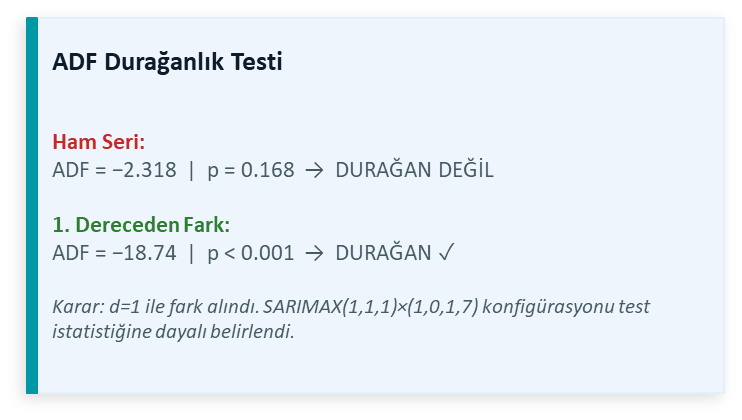 ADF Durağanlık Testi
Ham Seri:
ADF = −2.318 | p = 0.168 → DURAĞAN DEĞİL
1. Dereceden Fark:
ADF = −18.74 | p < 0.001 → DURAĞAN ✓
Karar: d=1 ile fark alındı. SARIMAX(1,1,1)×(1,0,1,7) konfigürasyonu test
istatistiğine dayalı belirlendi.